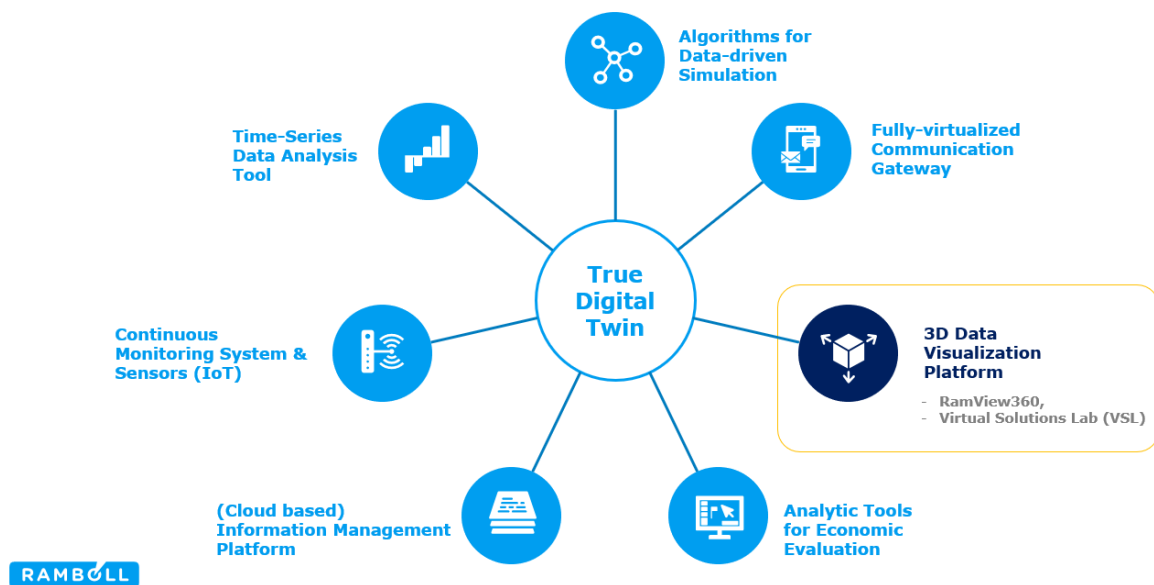 Algorithms for
Data-driven
Simulation
Fully-virtualized
Communication
Gateway
Time-Series
Data Analysis
Tool
True
Digital
Twin
3D Data
Visualization
Platform
- RamView360,
- Virtual Solutions Lab (VSL)
Continuous
Monitoring System &
Sensors (IoT)
(Cloud based)
Information Management
Platform
Analytic Tools
for Economic
Evaluation
RAMBOLL